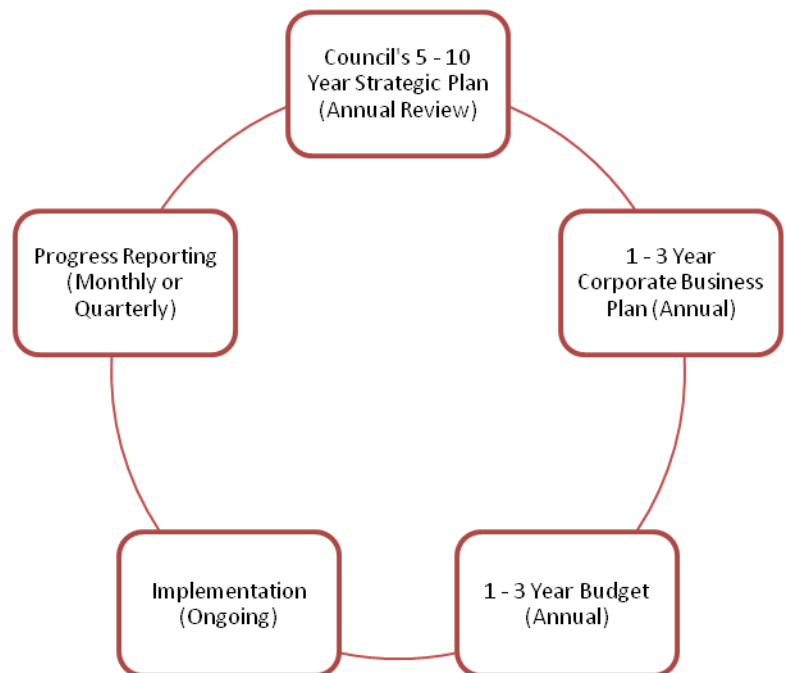 Council's 5 - 10
Year Strategic Plan
(Annual Review)
1 - 3 Year
Corporate Business
Plan (Annual)
1 - 3 Year Budget
(Annual)
Implementation
(Ongoing)
Progress Reporting
(Monthly or
Quarterly)